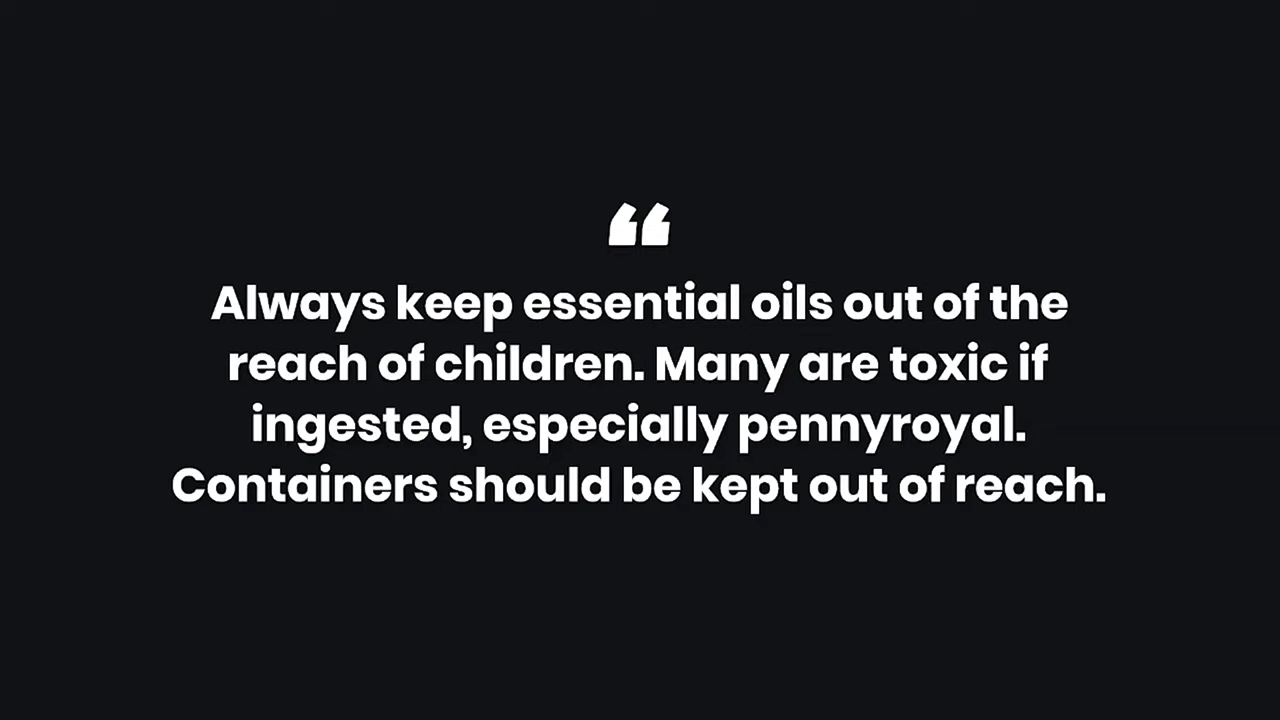 “
Always keep essential oils out of the
reach of children. Many are toxic if
ingested, especially pennyroyal.
Containers should be kept out of reach.